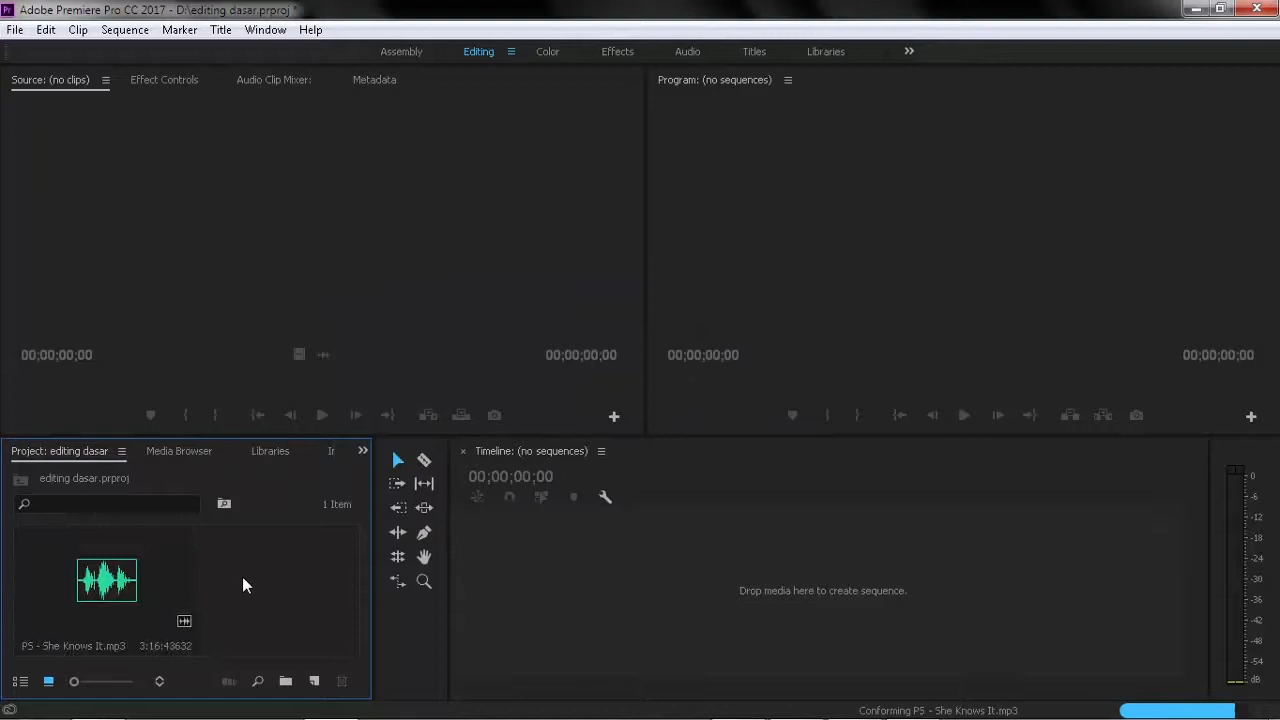 Adobe Premiere Pro CC 2017 - D:\editing dasar.prproj *
File Edit Clip Sequence Marker Title Window Help
Assembly Editing Color Effects Audio Titles Libraries
Source: (no clips) Effect Controls Audio Clip Mixer: Metadata
Program: (no sequences)
00;00;00;00 00;00;00;00
00;00;00;00 00;00;00;00
Project: editing dasar Media Browser Libraries Ir
editing dasar.prproj
1 Item
PS - She Knows It.mp3 3:16:43632
Timeline: (no sequences)
00;00;00;00
Drop media here to create sequence.
0
-6
-12
-18
-24
-30
-36
-42
-48
-54
dB
Conforming PS - She Knows It.mp3